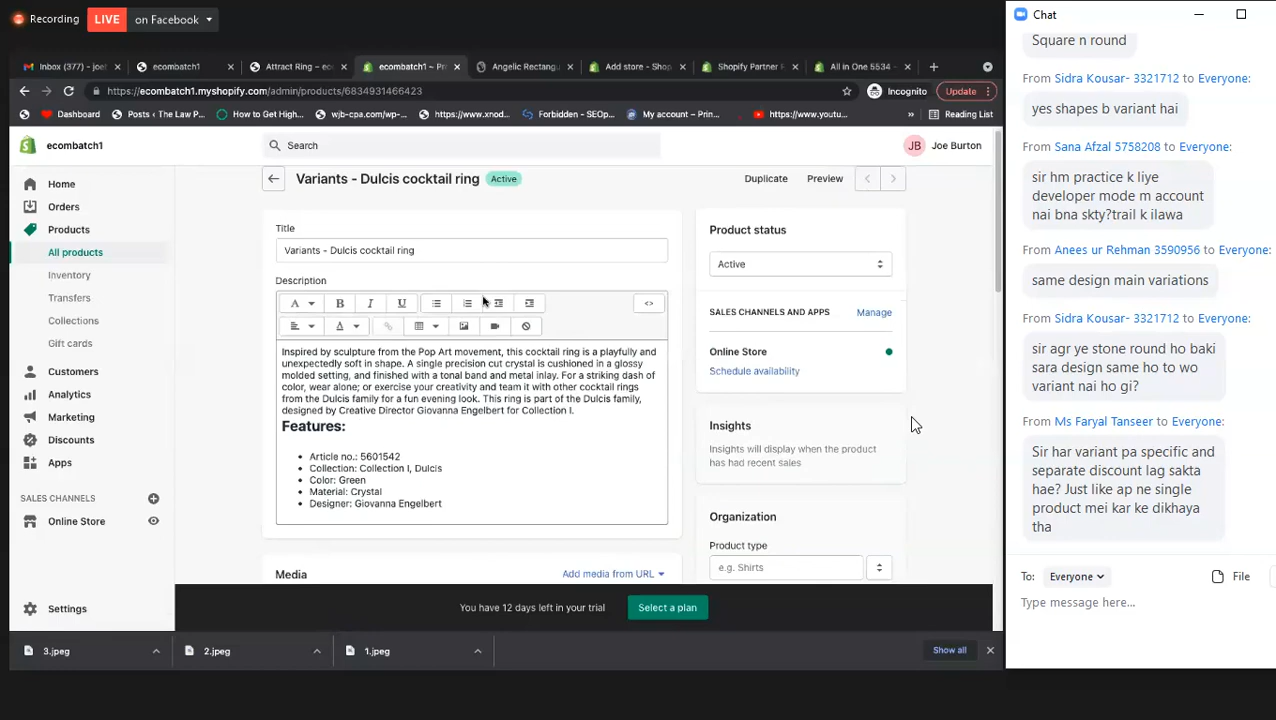 Recording
LIVE
on Facebook
Inbox (377) – joet
ecombatch1
Attract Ring – ec
ecombatch1 – Pr
Angelic Rectangu
Add store - Shop
Shopify Partner
All in One 5534 –
https://ecombatch1.myshopify.com/admin/products/6834931466423
Incognito
Update
Dashboard
Posts ‹ The Law P...
How to Get High...
wjb-cpa.com/wp-...
https://www.xnod...
Forbidden - SEOp...
My account – Prin...
https://www.youtu...
Reading List
ecombatch1
Search
JB
Joe Burton
Home
Orders
Products
All products
Inventory
Transfers
Collections
Gift cards
Customers
Analytics
Marketing
Discounts
Apps
SALES CHANNELS
Online Store
Settings
Variants - Dulcis cocktail ring
Active
Duplicate
Preview
Title
Variants - Dulcis cocktail ring
Description
A
B
I
U
<>
A
Inspired by sculpture from the Pop Art movement, this cocktail ring is a playfully and
unexpectedly soft in shape. A single precision cut crystal is cushioned in a glossy
molded setting, and finished with a tonal band and metal inlay. For a striking dash of
color, wear alone; or exercise your creativity and team it with other cocktail rings
from the Dulcis family for a fun evening look. This ring is part of the Dulcis family,
designed by Creative Director Giovanna Engelbert for Collection I.
Features:
• Article no.: 5601542
• Collection: Collection I, Dulcis
• Color: Green
• Material: Crystal
• Designer: Giovanna Engelbert
Media
Add media from URL
Product status
Active
SALES CHANNELS AND APPS
Manage
Online Store
Schedule availability
Insights
Insights will display when the product
has had recent sales
Organization
Product type
e.g. Shirts
You have 12 days left in your trial
Select a plan
3.jpeg
2.jpeg
1.jpeg
Show all
Chat
Square n round
From Sidra Kousar- 3321712 to Everyone:
yes shapes b variant hai
From Sana Afzal 5758208 to Everyone:
sir hm practice k liye
developer mode m account
nai bna skty?trail k ilawa
From Anees ur Rehman 3590956 to Everyone:
same design main variations
From Sidra Kousar- 3321712 to Everyone:
sir agr ye stone round ho baki
sara design same ho to wo
variant nai ho gi?
From Ms Faryal Tanseer to Everyone:
Sir har variant pa specific and
separate discount lag sakta
hae? Just like ap ne single
product mei kar ke dikhaya
tha
To: Everyone
File
Type message here...